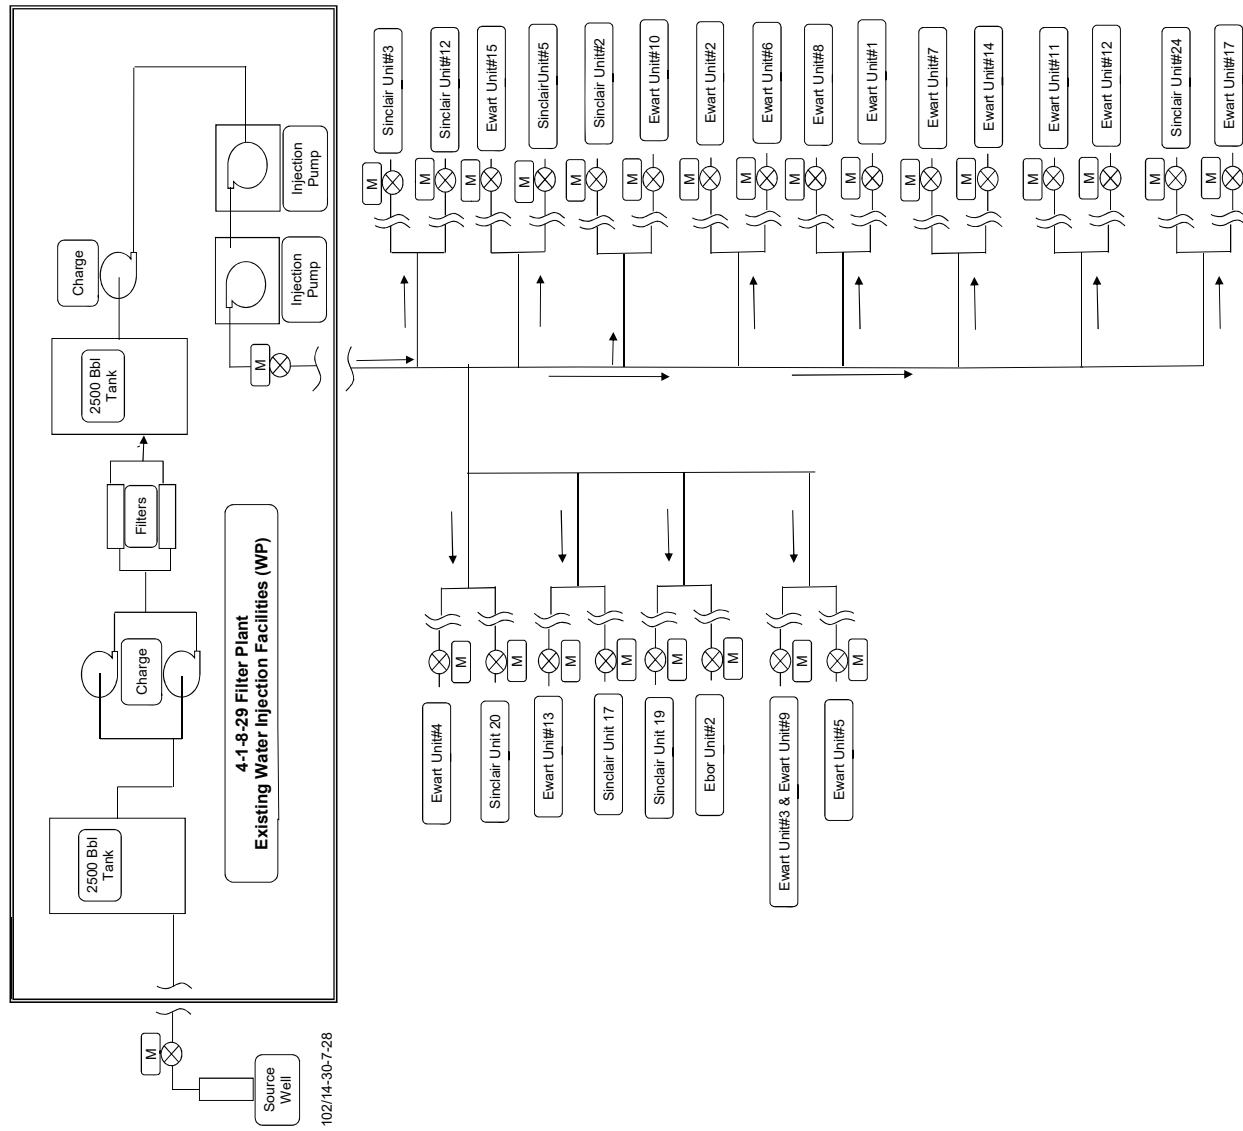 Source
Well
102/14-30-7-28
M
2500 Bbl
Tank
Charge
Filters
2500 Bbl
Tank
Charge
Injection
Pump
Injection
Pump
M
4-1-8-29 Filter Plant
Existing Water Injection Facilities (WP)
M
Sinclair Unit#3
M
Sinclair Unit#12
M
Ewart Unit#15
M
SinclairUnit#5
M
Sinclair Unit#2
M
Ewart Unit#10
M
Ewart Unit#2
M
Ewart Unit#6
M
Ewart Unit#8
M
Ewart Unit#1
M
Ewart Unit#7
M
Ewart Unit#14
M
Ewart Unit#11
M
Ewart Unit#12
M
Sinclair Unit#24
M
Ewart Unit#17
M
Ewart Unit#4
M
Sinclair Unit 20
M
Ewart Unit#13
M
Sinclair Unit 17
M
Sinclair Unit 19
M
Ebor Unit#2
M
Ewart Unit#3 & Ewart Unit#9
M
Ewart Unit#5